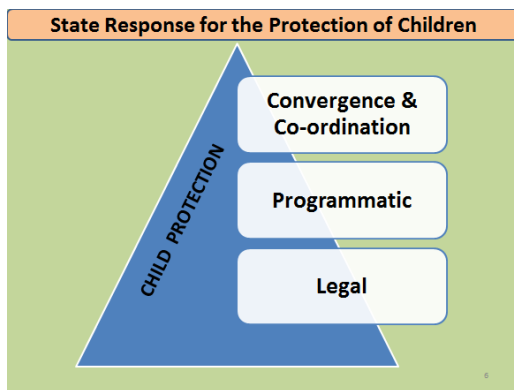 State Response for the Protection of Children
Convergence &
Co-ordination
CHILD PROTECTION
Programmatic
Legal
6